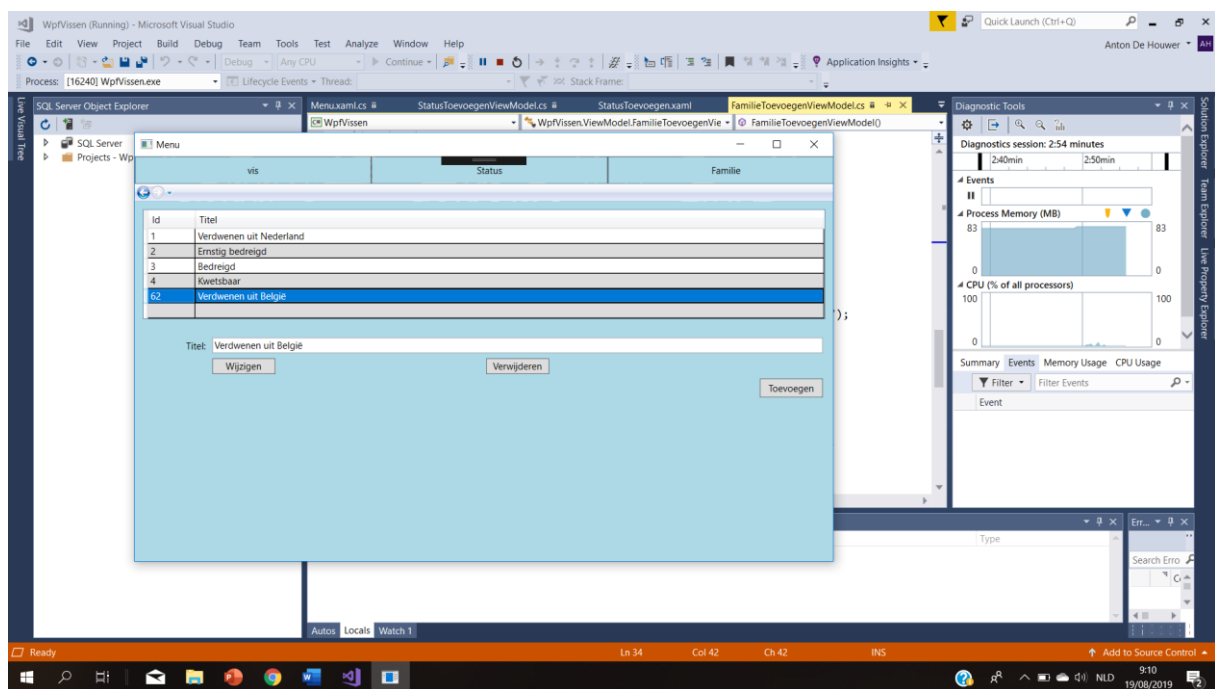 WpfVissen (Running) - Microsoft Visual Studio
Quick Launch (Ctrl+Q)
File Edit View Project Build Debug Team Tools Test Analyze Window Help
Anton De Houwer
AH
Debug Any CPU Continue Application Insights
Process: [16240] WpfVissen.exe Lifecycle Events Thread: Stack Frame:
Live Visual Tree
SQL Server Object Explorer
SQL Server
Projects - Wp
Menu.xaml.cs StatusToevoegenViewModel.cs StatusToevoegen.xaml FamilieToevoegenViewModel.cs
WpfVissen WpfVissen.ViewModel.FamilieToevoegenVie FamilieToevoegenViewModel()
Menu
vis Status Familie
Id Titel
1 Verdwenen uit Nederland
2 Ernstig bedreigd
3 Bedreigd
4 Kwetsbaar
62 Verdwenen uit België
Titel: Verdwenen uit België
Wijzigen Verwijderen
Toevoegen
);
Diagnostic Tools
Diagnostics session: 2:54 minutes
2:40min 2:50min
Events
Process Memory (MB)
83 83
0 0
CPU (% of all processors)
100 100
0 0
Summary Events Memory Usage CPU Usage
Filter Filter Events
Event
Solution Explorer Team Explorer Live Property Explorer
Type
Err...
Search Erro
Autos Locals Watch 1
Ready Ln 34 Col 42 Ch 42 INS Add to Source Control
NLD
9:10
19/08/2019
2